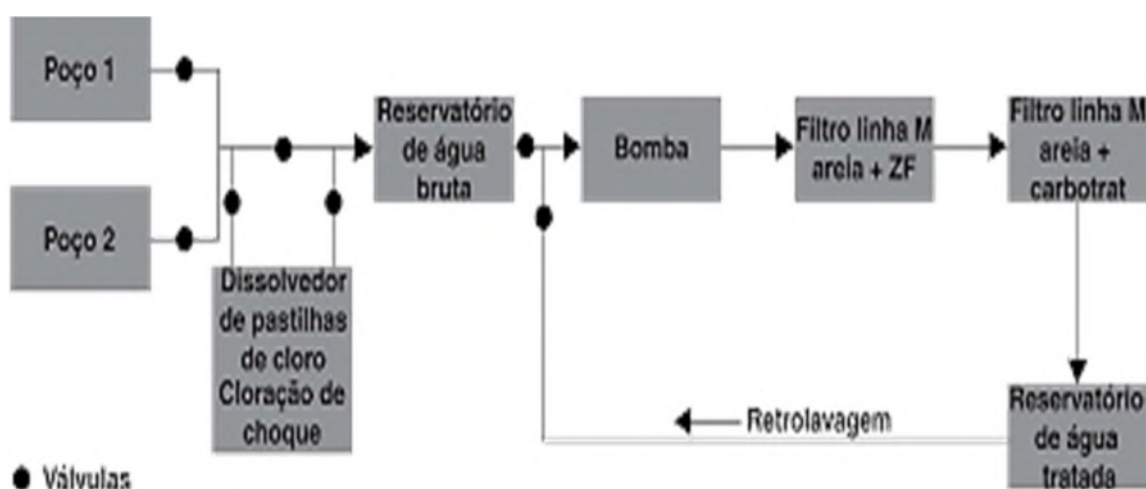 Poço 1
Poço 2
Dissolvedor
de pastilhas
de cloro
Cloração de
choque
Reservatório
de água
bruta
Bomba
Filtro linha M
areia + ZF
Filtro linha M
areia +
carbotrat
Reservatório
de água
tratada
Retrolavagem
Válvulas